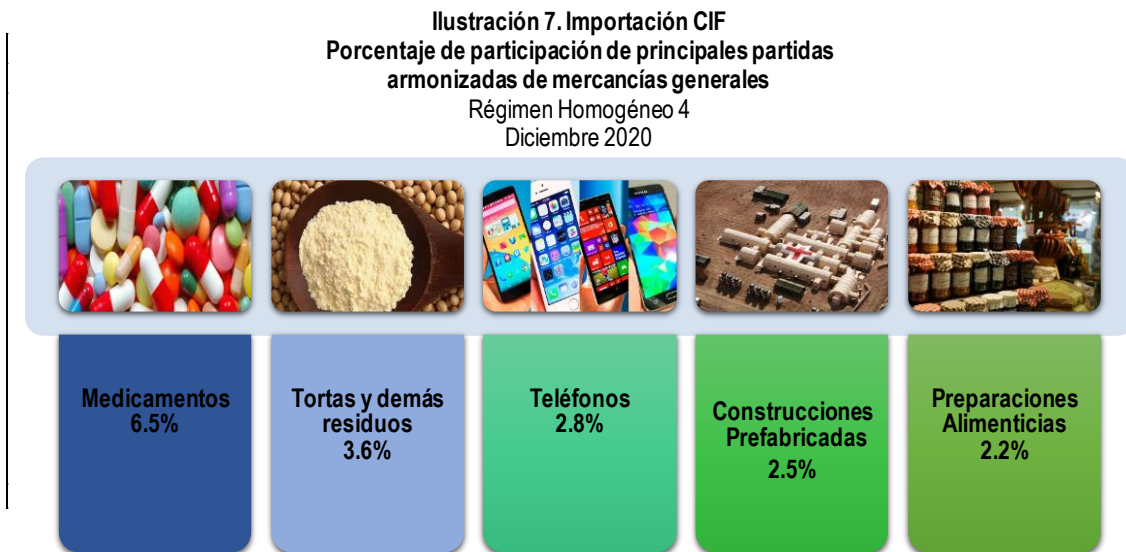 Ilustración 7. Importación CIF
Porcentaje de participación de principales partidas
armonizadas de mercancías generales
Régimen Homogéneo 4
Diciembre 2020
Medicamentos
6.5%
Tortas y demás
residuos
3.6%
Teléfonos
2.8%
Construcciones
Prefabricadas
2.5%
Preparaciones
Alimenticias
2.2%